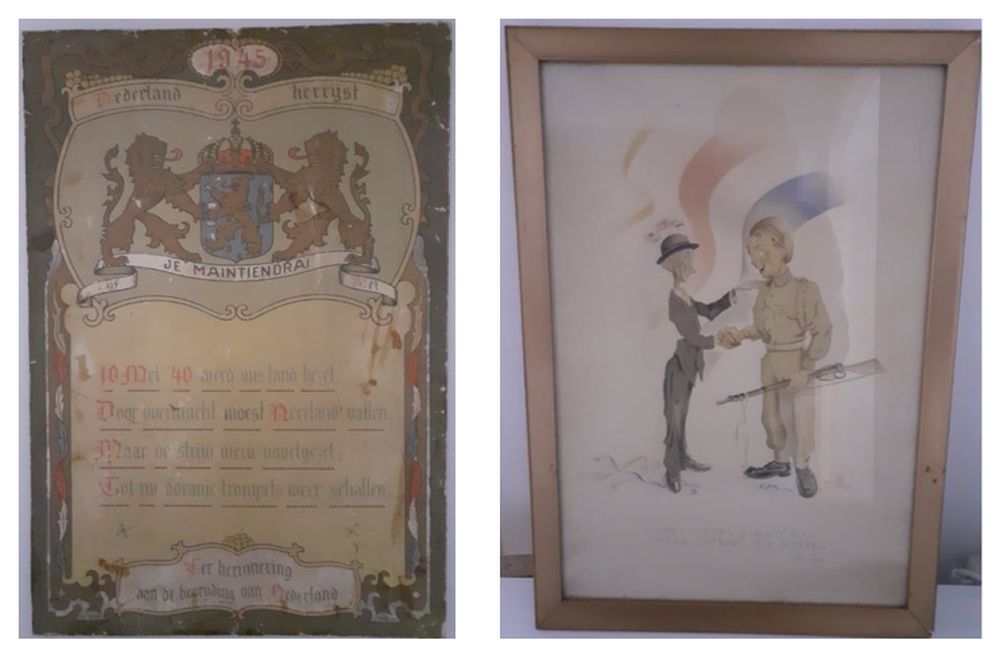 1945
Nederland herrijst
JE MAINTIENDRAI
10 Mei '40 werd ons land bezet.
Door overmacht moest Neerland vallen.
Maar de strijd werd voortgezet,
Tot w' d'oranje trompets weer schallen.
Ter herinnering
aan de bevrijding van Nederland